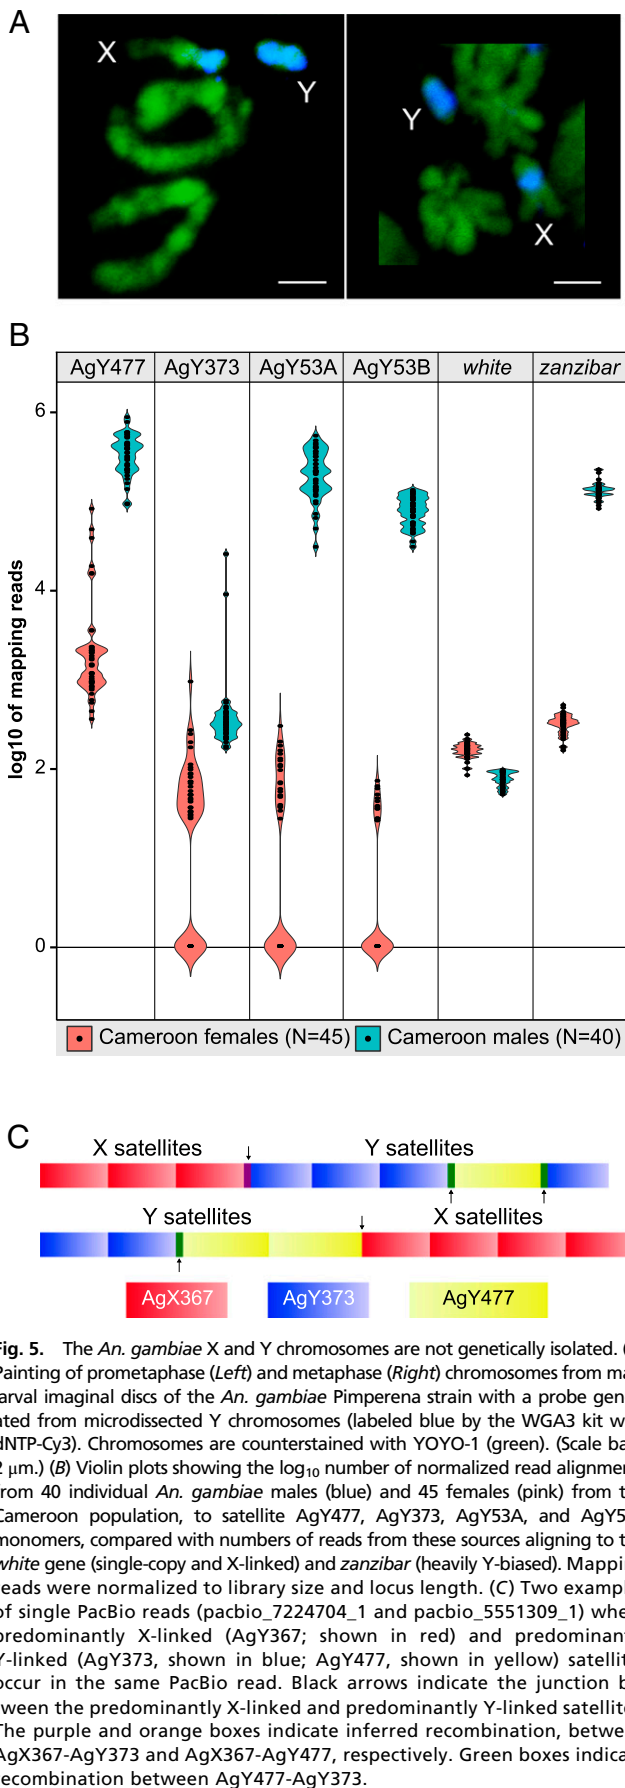 A
X
Y
Y
X
B
AgY477 AgY373 AgY53A AgY53B white zanzibar
6
4
2
0
log10 of mapping reads
Cameroon females (N=45) Cameroon males (N=40)
C
X satellites Y satellites
Y satellites X satellites
AgX367 AgY373 AgY477
Fig. 5. The An. gambiae X and Y chromosomes are not genetically isolated. (
Painting of prometaphase (Left) and metaphase (Right) chromosomes from ma
arval imaginal discs of the An. gambiae Pimperena strain with a probe gene
ated from microdissected Y chromosomes (labeled blue by the WGA3 kit w
dNTP-Cy3). Chromosomes are counterstained with YOYO-1 (green). (Scale ba
2 μm.) (B) Violin plots showing the log10 number of normalized read alignmen
rom 40 individual An. gambiae males (blue) and 45 females (pink) from t
Cameroon population, to satellite AgY477, AgY373, AgY53A, and AgY5
monomers, compared with numbers of reads from these sources aligning to t
white gene (single-copy and X-linked) and zanzibar (heavily Y-biased). Mappin
reads were normalized to library size and locus length. (C) Two exampl
of single PacBio reads (pacbio_7224704_1 and pacbio_5551309_1) whe
predominantly X-linked (AgY367; shown in red) and predominant
Y-linked (AgY373, shown in blue; AgY477, shown in yellow) satellit
occur in the same PacBio read. Black arrows indicate the junction b
tween the predominantly X-linked and predominantly Y-linked satellite
The purple and orange boxes indicate inferred recombination, betwe
AgX367-AgY373 and AgX367-AgY477, respectively. Green boxes indica
recombination between AgY477-AgY373.